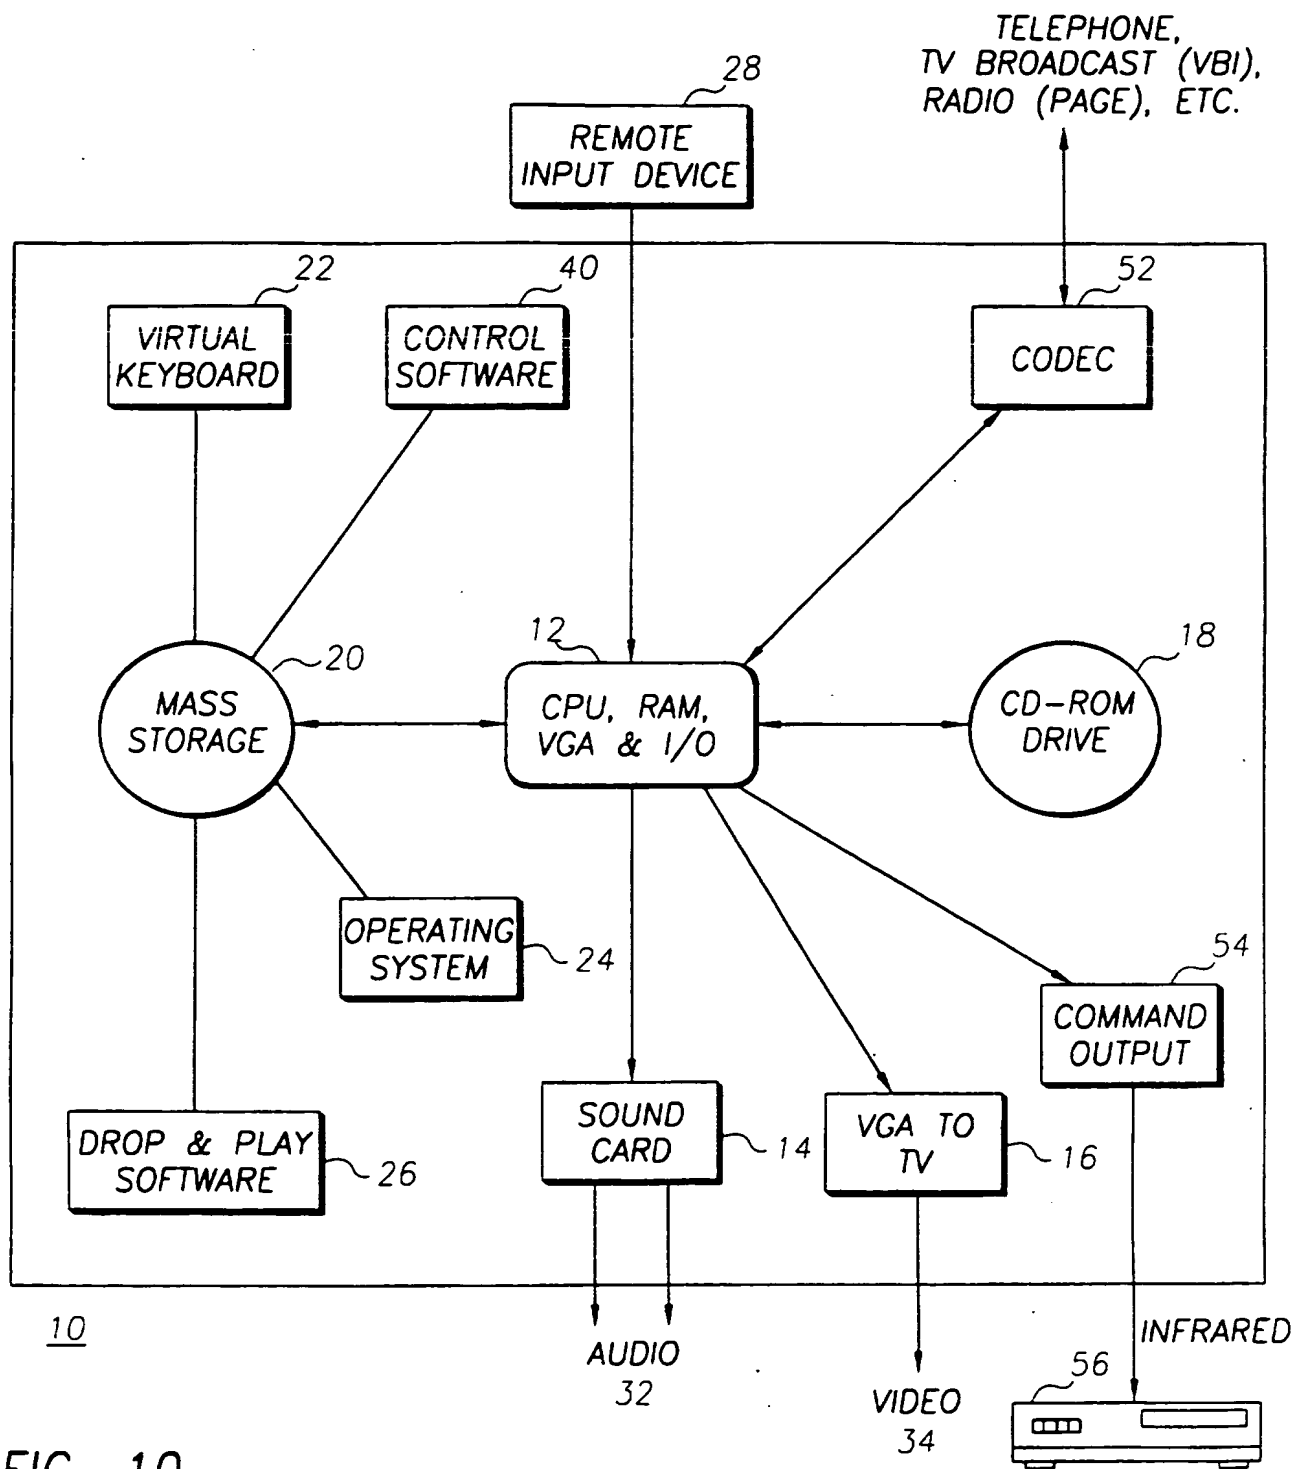 TELEPHONE,
TV BROADCAST (VBI),
RADIO (PAGE), ETC.
28
REMOTE
INPUT DEVICE
22
40
52
VIRTUAL
KEYBOARD
CONTROL
SOFTWARE
CODEC
12
18
20
MASS
STORAGE
CPU, RAM,
VGA & I/O
CD-ROM
DRIVE
OPERATING
SYSTEM
24
54
COMMAND
OUTPUT
SOUND
CARD
14
VGA TO
TV
16
DROP & PLAY
SOFTWARE
26
10
INFRARED
AUDIO
32
56
VIDEO
34
FIG. 10